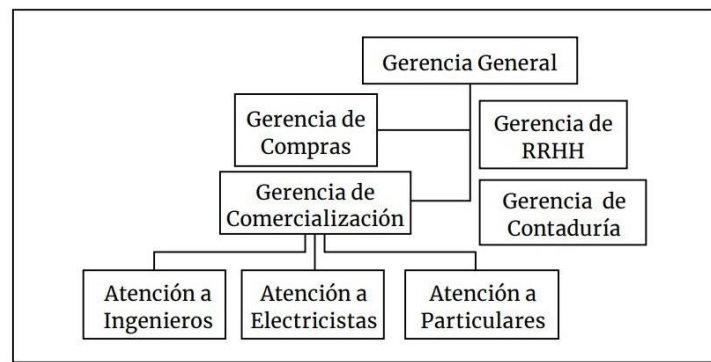 Gerencia General
Gerencia de
Compras
Gerencia de
RRHH
Gerencia de
Comercialización
Gerencia de
Contaduría
Atención a
Ingenieros
Atención a
Electricistas
Atención a
Particulares